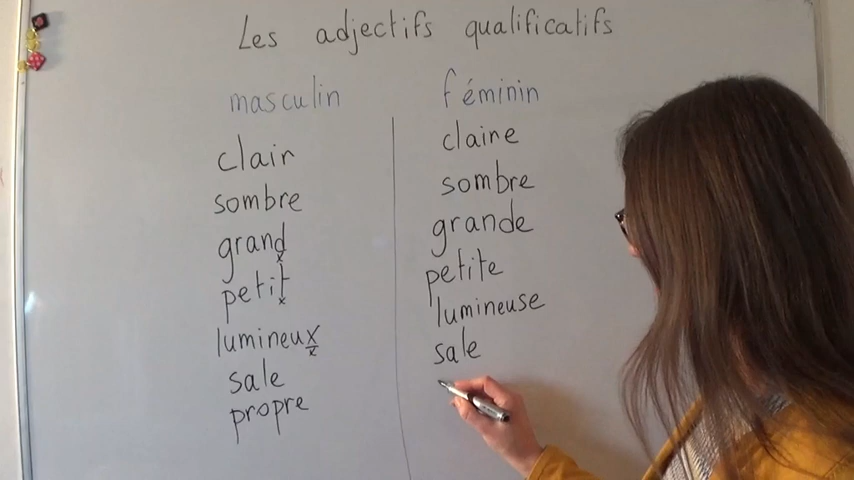 Les adjectifs qualificatifs
masculin féminin
clair claire
sombre sombre
grand grande
petit petite
lumineux lumineuse
sale sale
propre